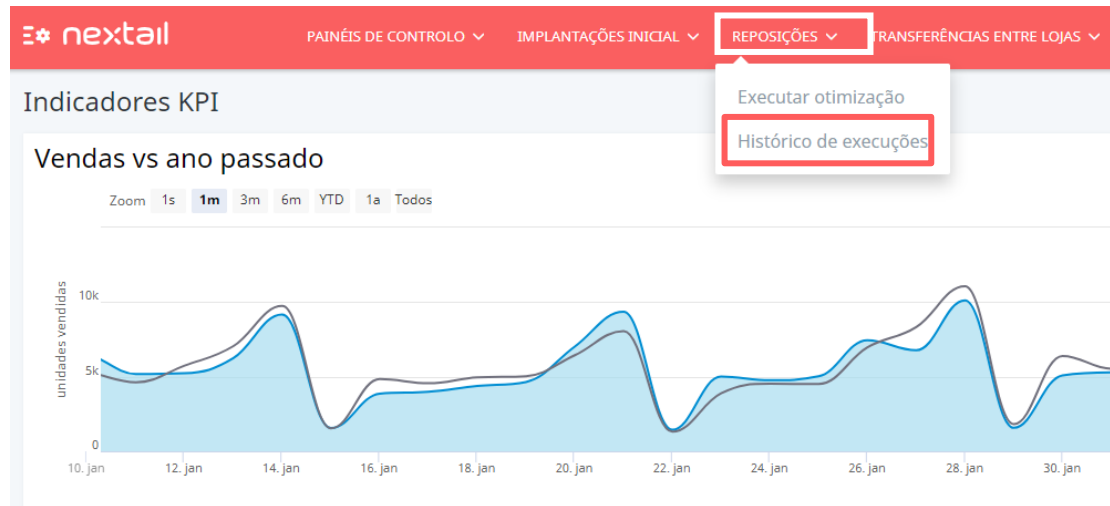 nextail
PAINÉIS DE CONTROLO
IMPLANTAÇÕES INICIAL
REPOSIÇÕES
TRANSFERÊNCIAS ENTRE LOJAS
Executar otimização
Histórico de execuções
Indicadores KPI
Vendas vs ano passado
Zoom 1s 1m 3m 6m YTD 1a Todos
unidades vendidas
10k
5k
0
10. jan 12. jan 14. jan 16. jan 18. jan 20. jan 22. jan 24. jan 26. jan 28. jan 30. jan